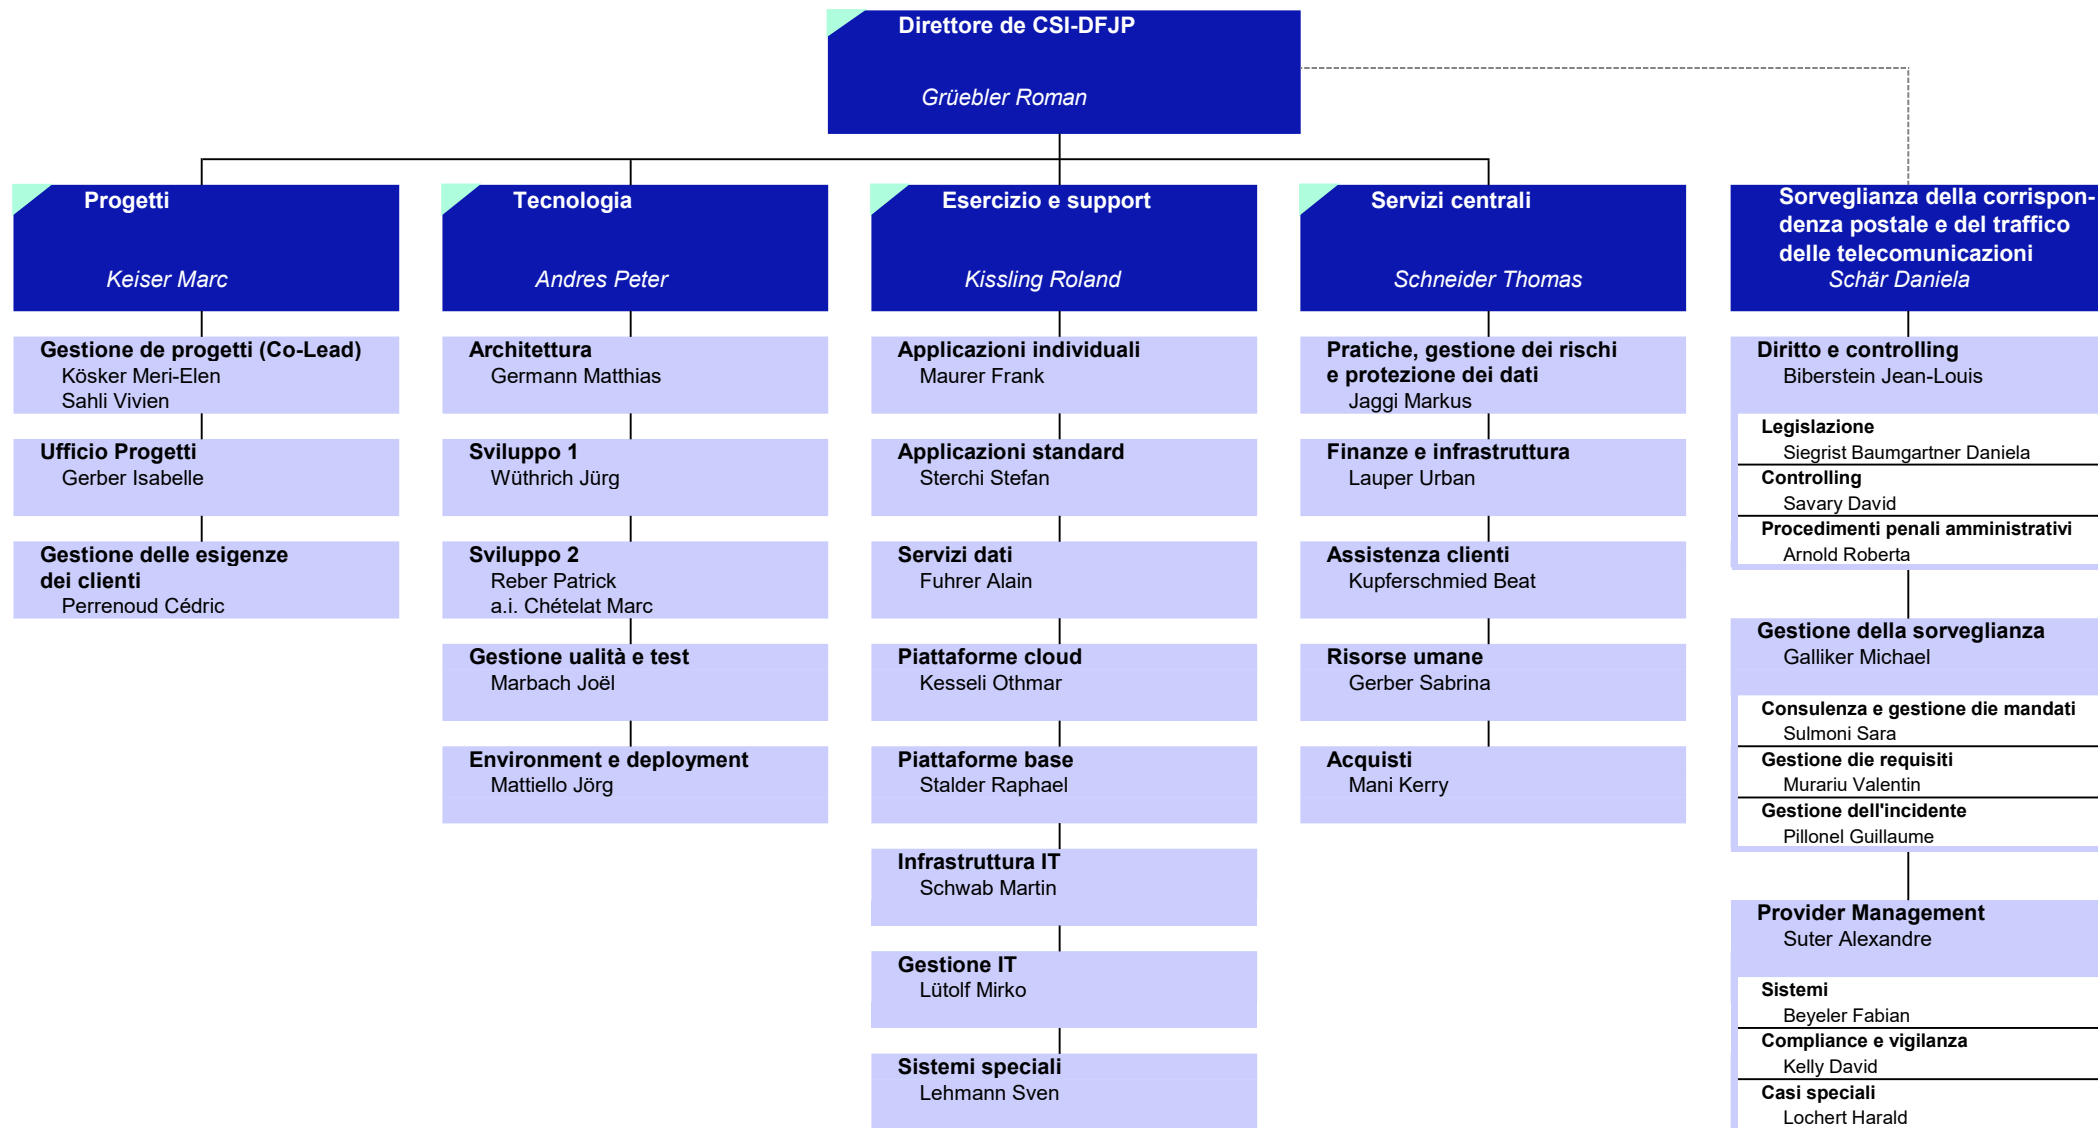 Direttore de CSI-DFJP
Grüebler Roman
Progetti
Keiser Marc
Gestione de progetti (Co-Lead)
Kösker Meri-Elen
Sahli Vivien
Ufficio Progetti
Gerber Isabelle
Gestione delle esigenze
dei clienti
Perrenoud Cédric
Tecnologia
Andres Peter
Architettura
Germann Matthias
Sviluppo 1
Wüthrich Jürg
Sviluppo 2
Reber Patrick
a.i. Chételat Marc
Gestione ualità e test
Marbach Joël
Environment e deployment
Mattiello Jörg
Esercizio e support
Kissling Roland
Applicazioni individuali
Maurer Frank
Applicazioni standard
Sterchi Stefan
Servizi dati
Fuhrer Alain
Piattaforme cloud
Kesseli Othmar
Piattaforme base
Stalder Raphael
Infrastruttura IT
Schwab Martin
Gestione IT
Lütolf Mirko
Sistemi speciali
Lehmann Sven
Servizi centrali
Schneider Thomas
Pratiche, gestione dei rischi
e protezione dei dati
Jaggi Markus
Finanze e infrastruttura
Lauper Urban
Assistenza clienti
Kupferschmied Beat
Risorse umane
Gerber Sabrina
Acquisti
Mani Kerry
Sorveglianza della corrispon-
denza postale e del traffico
delle telecomunicazioni
Schär Daniela
Diritto e controlling
Biberstein Jean-Louis
Legislazione
Siegrist Baumgartner Daniela
Controlling
Savary David
Procedimenti penali amministrativi
Arnold Roberta
Gestione della sorveglianza
Galliker Michael
Consulenza e gestione die mandati
Sulmoni Sara
Gestione die requisiti
Murariu Valentin
Gestione dell'incidente
Pillonel Guillaume
Provider Management
Suter Alexandre
Sistemi
Beyeler Fabian
Compliance e vigilanza
Kelly David
Casi speciali
Lochert Harald